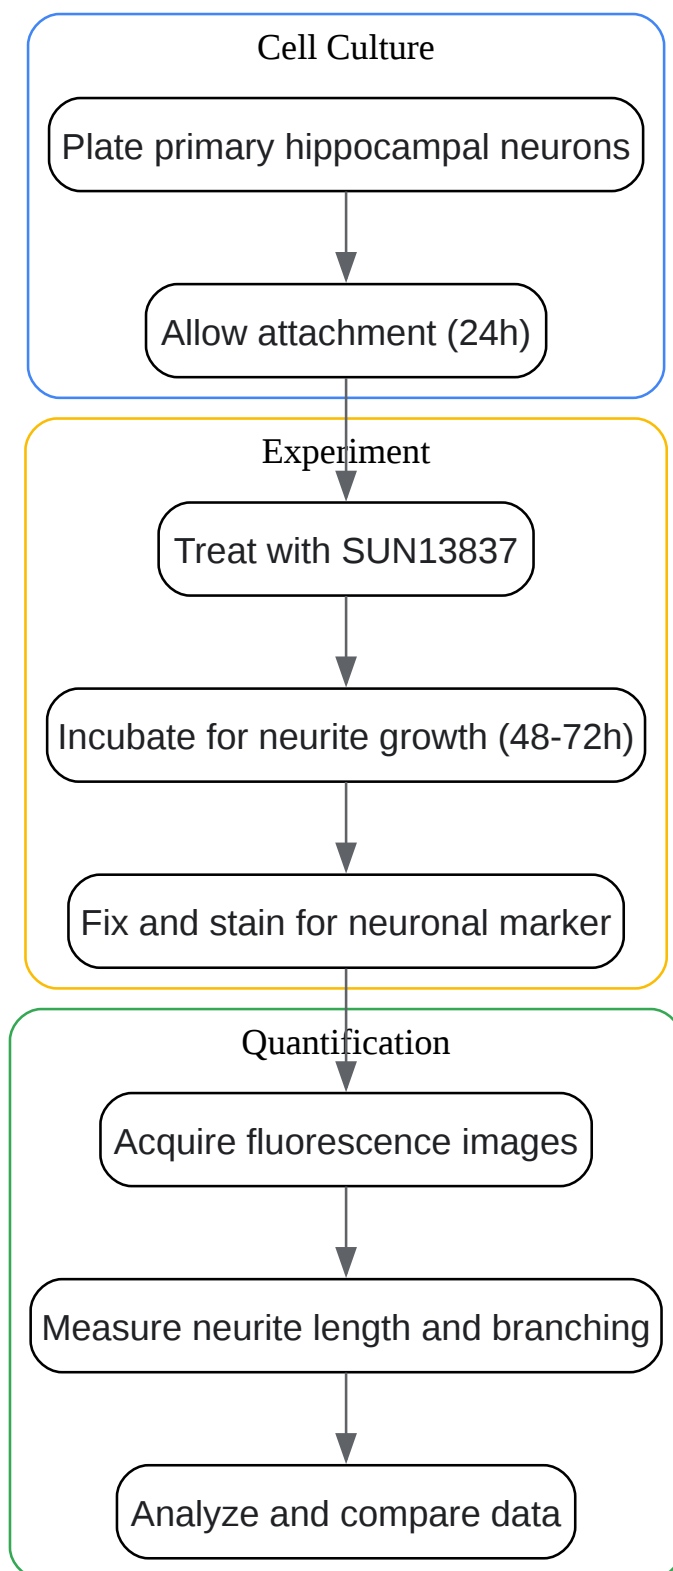 Cell Culture
Plate primary hippocampal neurons
Allow attachment (24h)
Experiment
Treat with SUN13837
Incubate for neurite growth (48-72h)
Fix and stain for neuronal marker
Quantification
Acquire fluorescence images
Measure neurite length and branching
Analyze and compare data